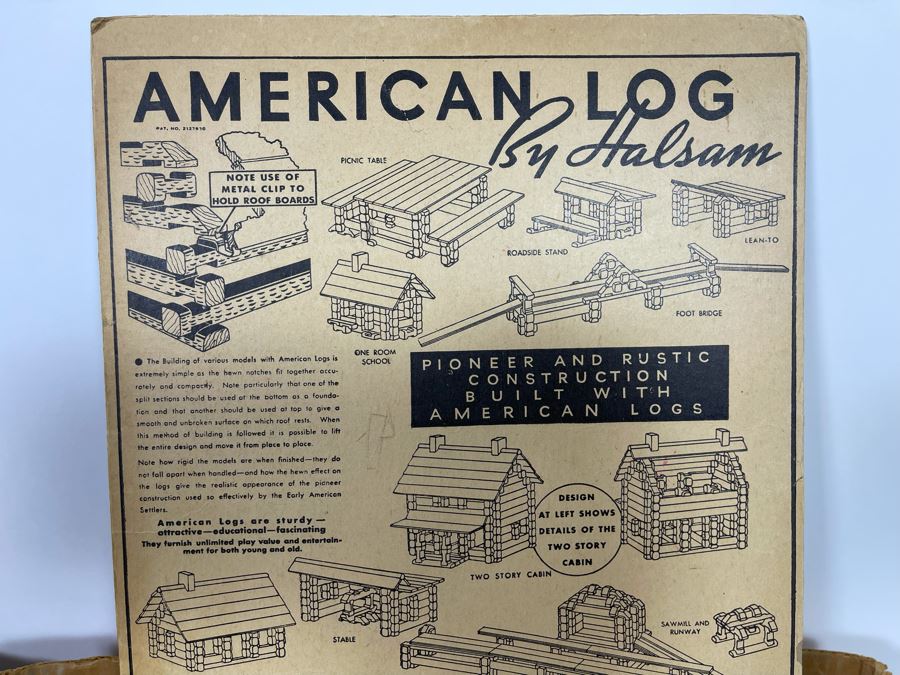 AMERICAN LOG
By Halsam
PAT. NO. 2127910
NOTE USE OF
METAL CLIP TO
HOLD ROOF BOARDS
PICNIC TABLE
ROADSIDE STAND
LEAN-TO
FOOT BRIDGE
ONE ROOM
SCHOOL
● The Building of various models with American Logs is
extremely simple as the hewn notches fit together accu-
rately and compactly. Note particularly that one of the
split sections should be used at the bottom as a founda-
tion and that another should be used at top to give a
smooth and unbroken surface on which roof rests. When
this method of building is followed it is possible to lift
the entire design and move it from place to place.
Note how rigid the models are when finished—they do
not fall apart when handled—and how the hewn effect on
the logs give the realistic appearance of the pioneer
construction used so effectively by the Early American
Settlers.
American Logs are sturdy—
attractive—educational—fascinating
They furnish unlimited play value and entertain-
ment for both young and old.
PIONEER AND RUSTIC
CONSTRUCTION
BUILT WITH
AMERICAN LOGS
DESIGN
AT LEFT SHOWS
DETAILS OF THE
TWO STORY
CABIN
TWO STORY CABIN
STABLE
SAWMILL AND
RUNWAY